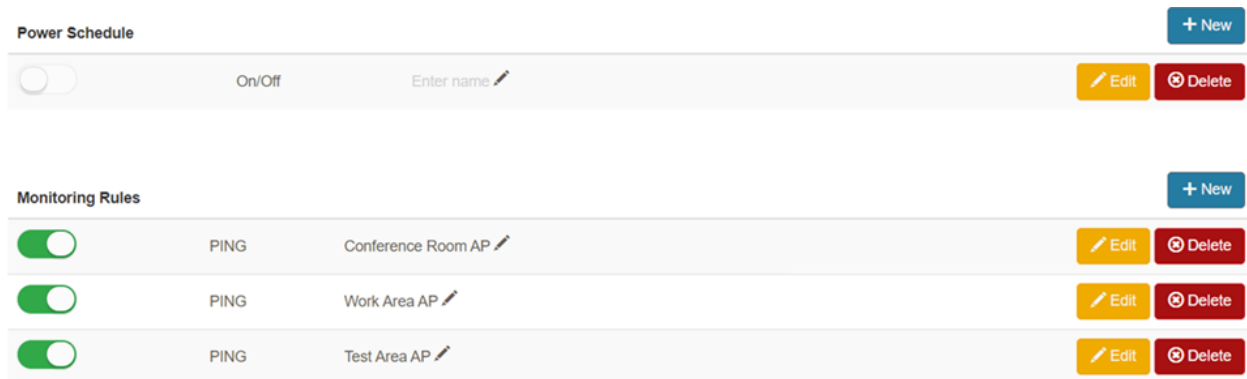 Power Schedule + New
On/Off Enter name Edit Delete
Monitoring Rules + New
PING Conference Room AP Edit Delete
PING Work Area AP Edit Delete
PING Test Area AP Edit Delete